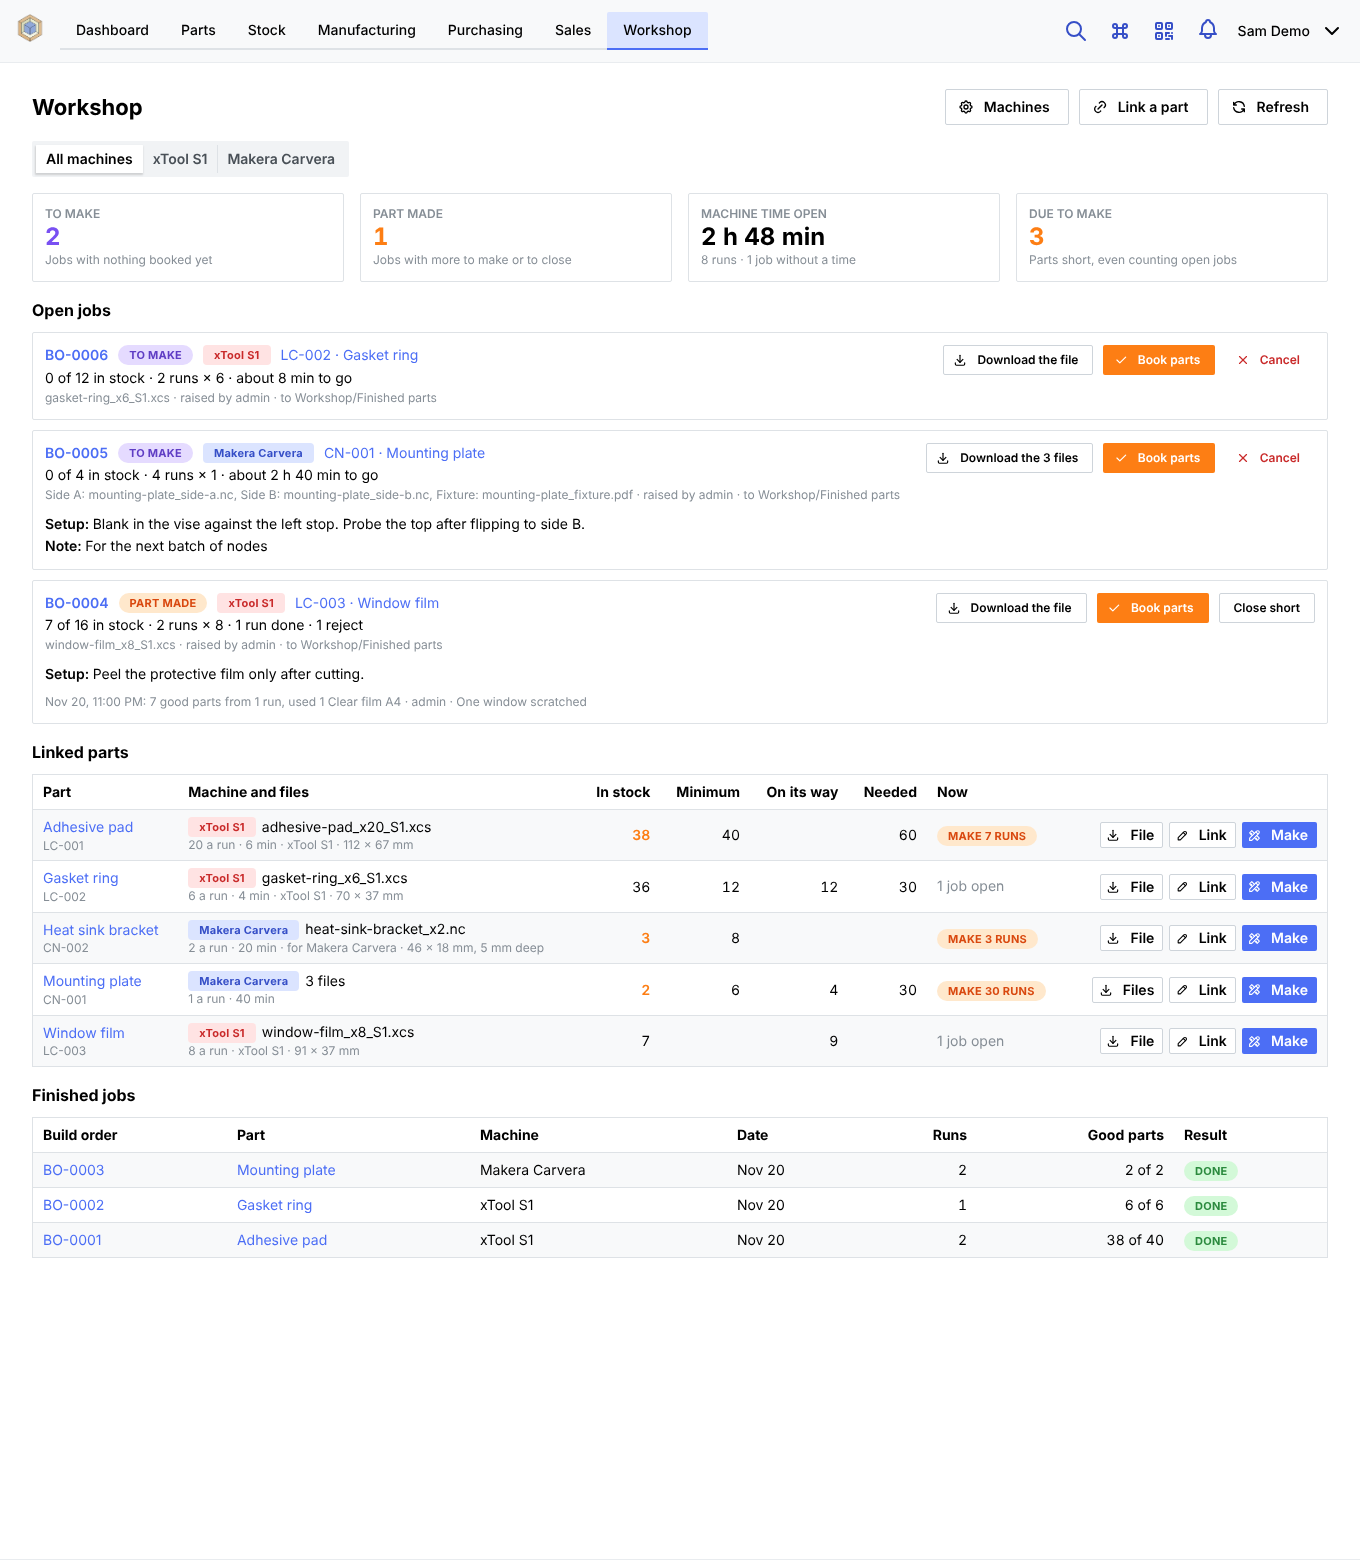 Dashboard Parts Stock Manufacturing Purchasing Sales Workshop Sam Demo
Workshop
Machines Link a part Refresh
All machines xTool S1 Makera Carvera
TO MAKE
2
Jobs with nothing booked yet
PART MADE
1
Jobs with more to make or to close
MACHINE TIME OPEN
2 h 48 min
8 runs · 1 job without a time
DUE TO MAKE
3
Parts short, even counting open jobs
Open jobs
BO-0006 TO MAKE xTool S1 LC-002 · Gasket ring Download the file Book parts Cancel
0 of 12 in stock · 2 runs × 6 · about 8 min to go
gasket-ring_x6_S1.xcs · raised by admin · to Workshop/Finished parts
BO-0005 TO MAKE Makera Carvera CN-001 · Mounting plate Download the 3 files Book parts Cancel
0 of 4 in stock · 4 runs × 1 · about 2 h 40 min to go
Side A: mounting-plate_side-a.nc, Side B: mounting-plate_side-b.nc, Fixture: mounting-plate_fixture.pdf · raised by admin · to Workshop/Finished parts
Setup: Blank in the vise against the left stop. Probe the top after flipping to side B.
Note: For the next batch of nodes
BO-0004 PART MADE xTool S1 LC-003 · Window film Download the file Book parts Close short
7 of 16 in stock · 2 runs × 8 · 1 run done · 1 reject
window-film_x8_S1.xcs · raised by admin · to Workshop/Finished parts
Setup: Peel the protective film only after cutting.
Nov 20, 11:00 PM: 7 good parts from 1 run, used 1 Clear film A4 · admin · One window scratched
Linked parts
Part Machine and files In stock Minimum On its way Needed Now
Adhesive pad xTool S1 adhesive-pad_x20_S1.xcs 38 40 60 MAKE 7 RUNS File Link Make
LC-001 20 a run · 6 min · xTool S1 · 112 × 67 mm
Gasket ring xTool S1 gasket-ring_x6_S1.xcs 36 12 12 30 1 job open File Link Make
LC-002 6 a run · 4 min · xTool S1 · 70 × 37 mm
Heat sink bracket Makera Carvera heat-sink-bracket_x2.nc 3 8 MAKE 3 RUNS File Link Make
CN-002 2 a run · 20 min · for Makera Carvera · 46 × 18 mm, 5 mm deep
Mounting plate Makera Carvera 3 files 2 6 4 30 MAKE 30 RUNS Files Link Make
CN-001 1 a run · 40 min
Window film xTool S1 window-film_x8_S1.xcs 7 9 1 job open File Link Make
LC-003 8 a run · xTool S1 · 91 × 37 mm
Finished jobs
Build order Part Machine Date Runs Good parts Result
BO-0003 Mounting plate Makera Carvera Nov 20 2 2 of 2 DONE
BO-0002 Gasket ring xTool S1 Nov 20 1 6 of 6 DONE
BO-0001 Adhesive pad xTool S1 Nov 20 2 38 of 40 DONE